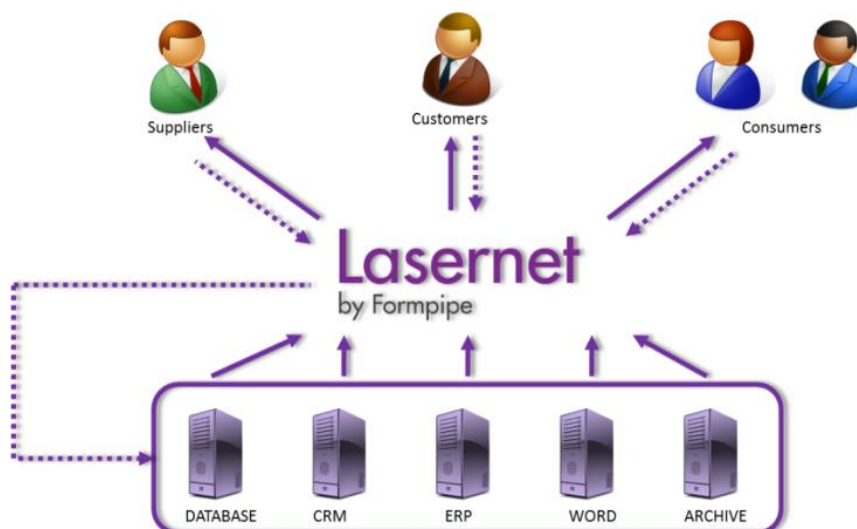 Suppliers
Customers
Consumers
Lasernet
by Formpipe
DATABASE
CRM
ERP
WORD
ARCHIVE